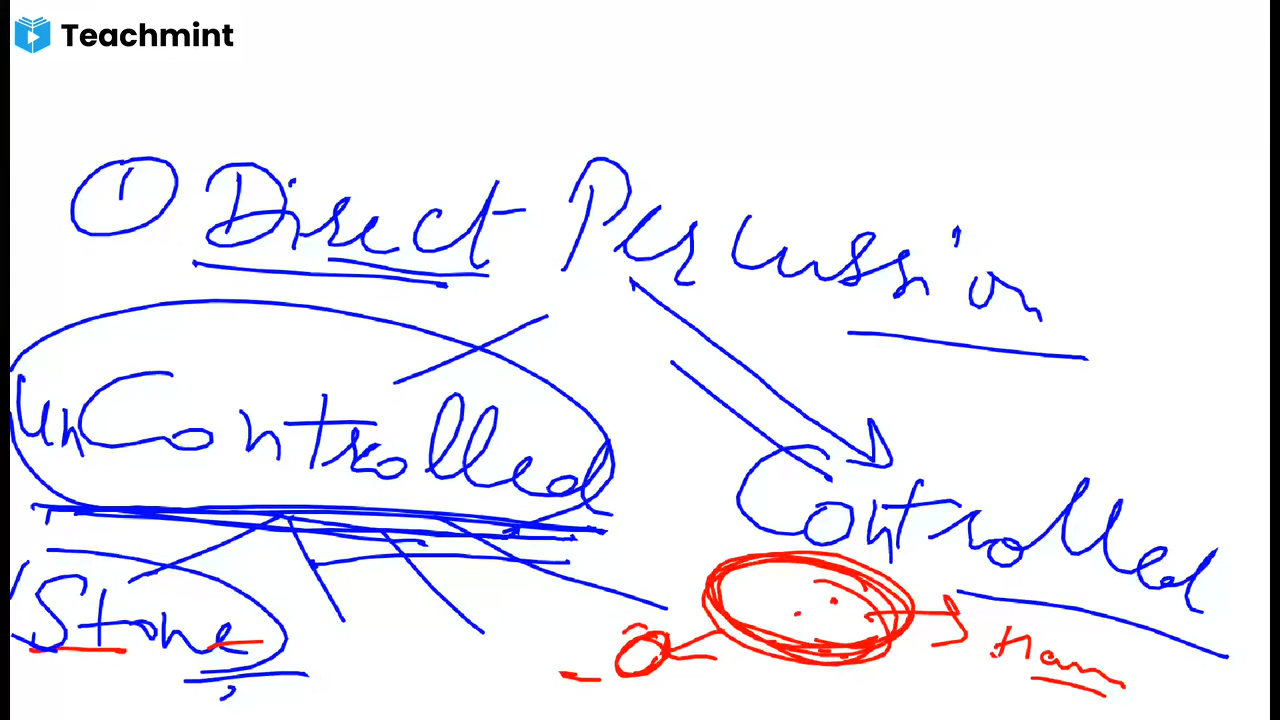 Teachmint
① Direct Percussion
UnControlled
Controlled
Stone
Ham